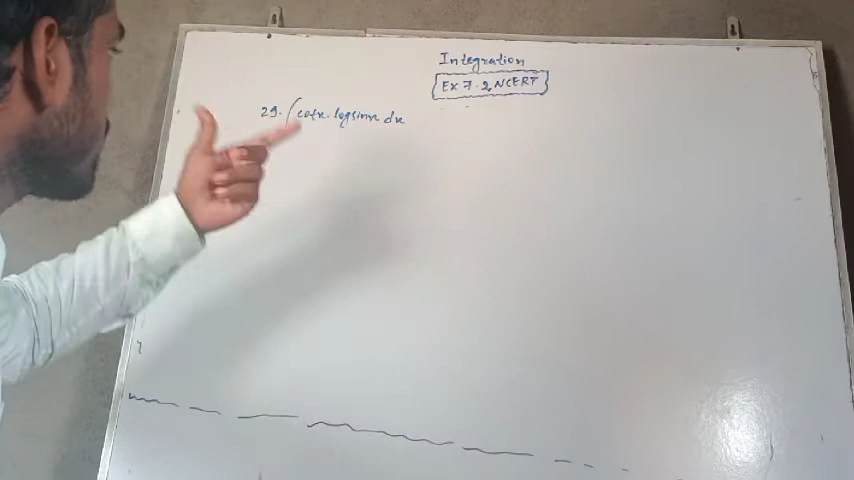 Integration
Ex 7.2 NCERT
29. ∫cotx.logsinx dx